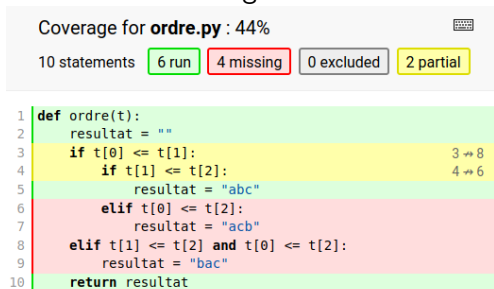 Coverage for ordre.py : 44%
10 statements 6 run 4 missing 0 excluded 2 partial
1 def ordre(t):
2     resultat = ""
3     if t[0] <= t[1]: 3 ↛ 8
4         if t[1] <= t[2]: 4 ↛ 6
5             resultat = "abc"
6         elif t[0] <= t[2]:
7             resultat = "acb"
8     elif t[1] <= t[2] and t[0] <= t[2]:
9         resultat = "bac"
10     return resultat